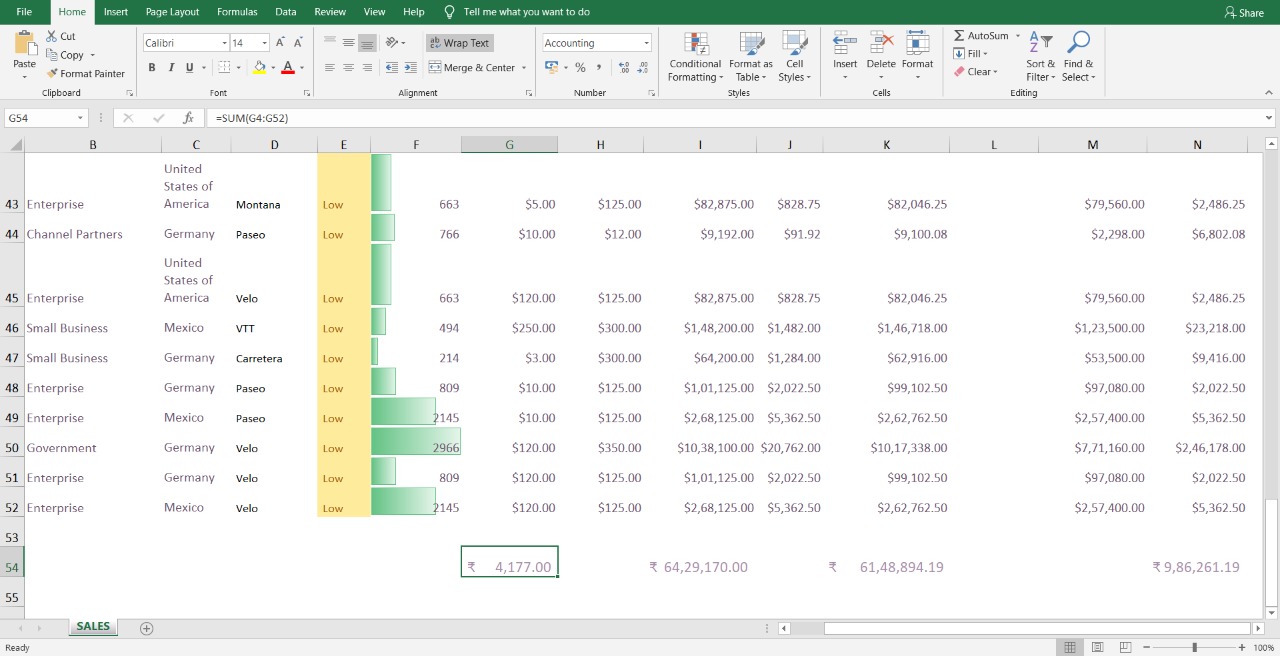 File Home Insert Page Layout Formulas Data Review View Help Tell me what you want to do Share
Paste Cut Copy Format Painter Clipboard
Calibri 14 A A B I U A Font
ab Wrap Text Merge & Center Alignment
Accounting % , Number
Conditional Formatting Format as Table Cell Styles Styles
Insert Delete Format Cells
AutoSum Fill Clear Sort & Filter Find & Select Editing
G54 fx =SUM(G4:G52)
B C D E F G H I J K L M N
43 Enterprise United States of America Montana Low 663 $5.00 $125.00 $82,875.00 $828.75 $82,046.25 $79,560.00 $2,486.25
44 Channel Partners Germany Paseo Low 766 $10.00 $12.00 $9,192.00 $91.92 $9,100.08 $2,298.00 $6,802.08
45 Enterprise United States of America Velo Low 663 $120.00 $125.00 $82,875.00 $828.75 $82,046.25 $79,560.00 $2,486.25
46 Small Business Mexico VTT Low 494 $250.00 $300.00 $1,48,200.00 $1,482.00 $1,46,718.00 $1,23,500.00 $23,218.00
47 Small Business Germany Carretera Low 214 $3.00 $300.00 $64,200.00 $1,284.00 $62,916.00 $53,500.00 $9,416.00
48 Enterprise Germany Paseo Low 809 $10.00 $125.00 $1,01,125.00 $2,022.50 $99,102.50 $97,080.00 $2,022.50
49 Enterprise Mexico Paseo Low 2145 $10.00 $125.00 $2,68,125.00 $5,362.50 $2,62,762.50 $2,57,400.00 $5,362.50
50 Government Germany Velo Low 2966 $120.00 $350.00 $10,38,100.00 $20,762.00 $10,17,338.00 $7,71,160.00 $2,46,178.00
51 Enterprise Germany Velo Low 809 $120.00 $125.00 $1,01,125.00 $2,022.50 $99,102.50 $97,080.00 $2,022.50
52 Enterprise Mexico Velo Low 2145 $120.00 $125.00 $2,68,125.00 $5,362.50 $2,62,762.50 $2,57,400.00 $5,362.50
53
54 ₹ 4,177.00 ₹ 64,29,170.00 ₹ 61,48,894.19 ₹ 9,86,261.19
55
SALES
Ready 100%